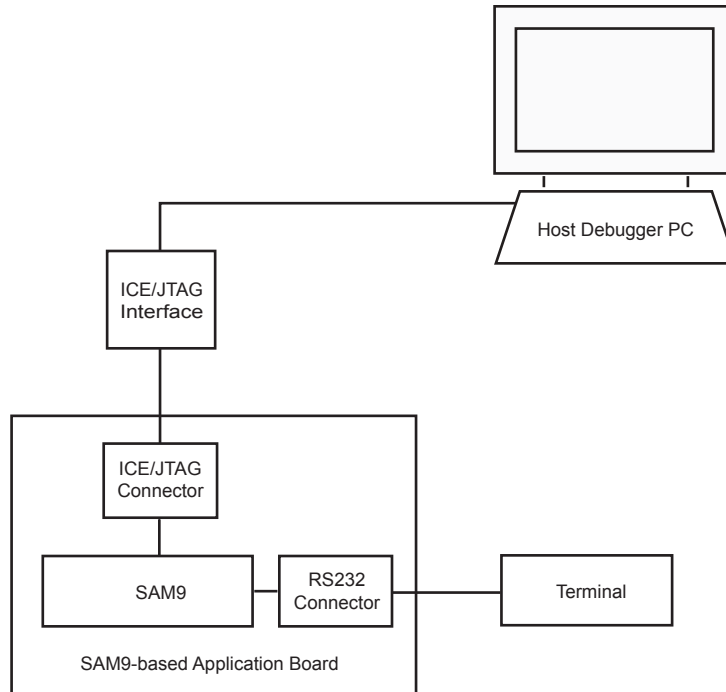 Host Debugger PC
ICE/JTAG
Interface
ICE/JTAG
Connector
SAM9
RS232
Connector
Terminal
SAM9-based Application Board